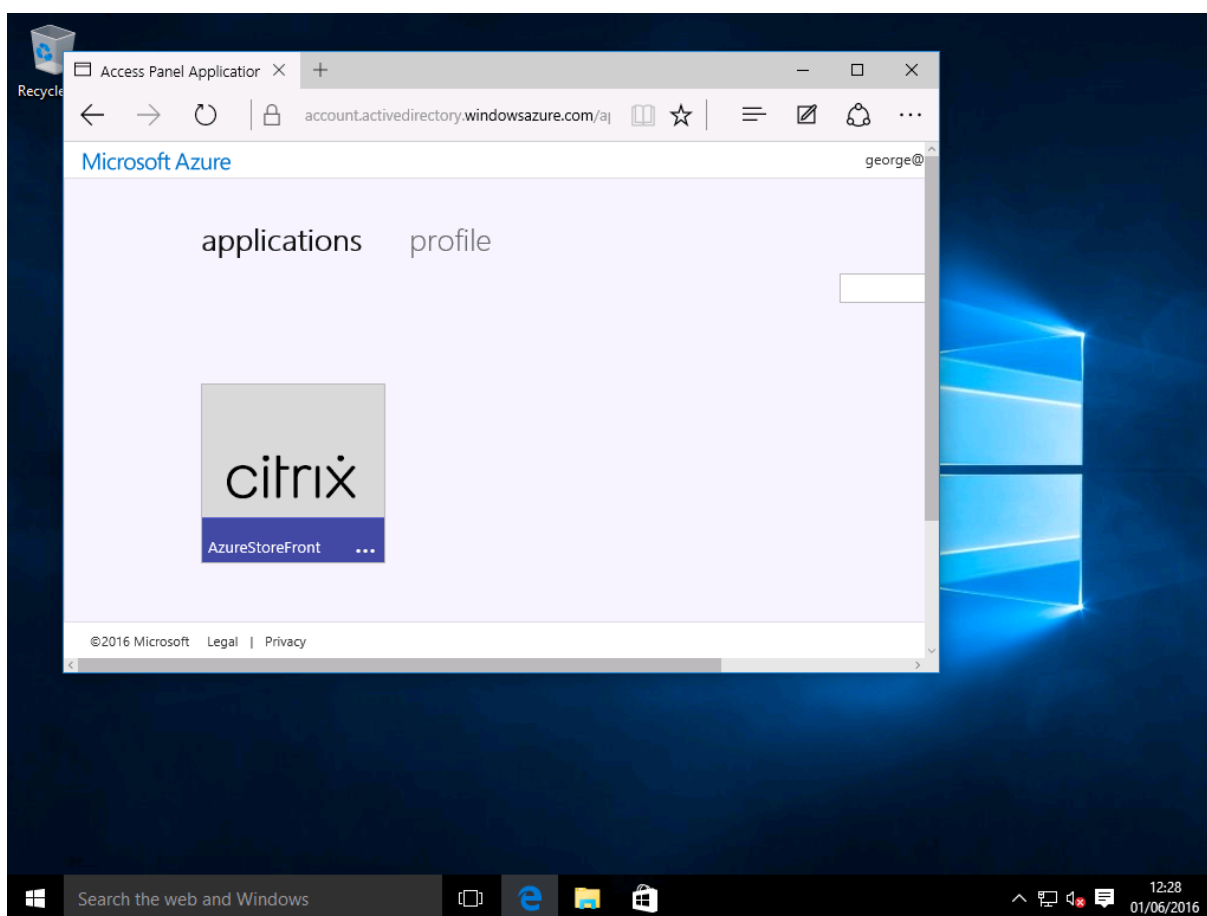 Recycle
Access Panel Application
account.activedirectory.windowsazure.com/a
Microsoft Azure
george@
applications profile
citrix
AzureStoreFront ...
©2016 Microsoft Legal | Privacy
Search the web and Windows
12:28
01/06/2016